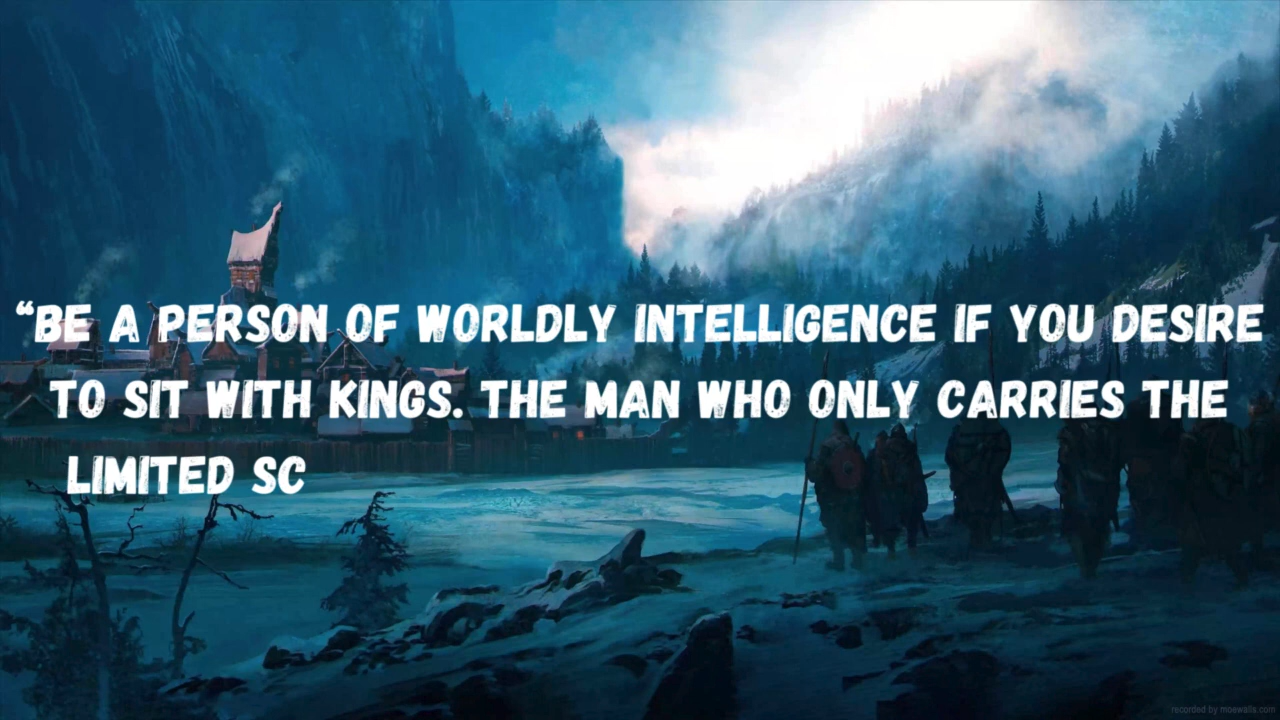 “BE A PERSON OF WORLDLY INTELLIGENCE IF YOU DESIRE
TO SIT WITH KINGS. THE MAN WHO ONLY CARRIES THE
LIMITED SC
recorded by moewalls.com